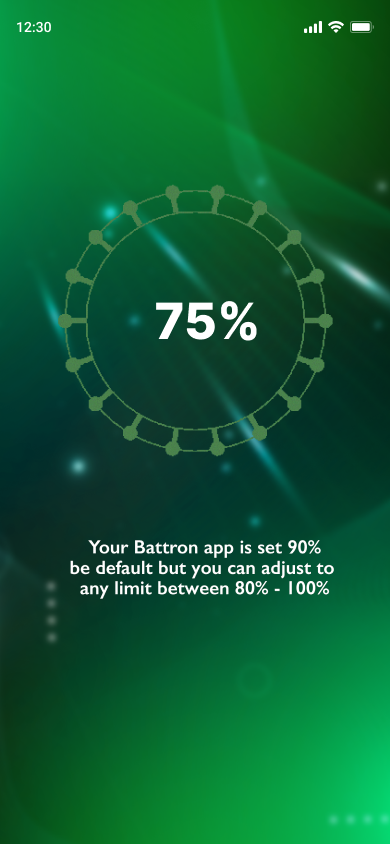 12:30
75%
Your Battron app is set 90%
be default but you can adjust to
any limit between 80% - 100%